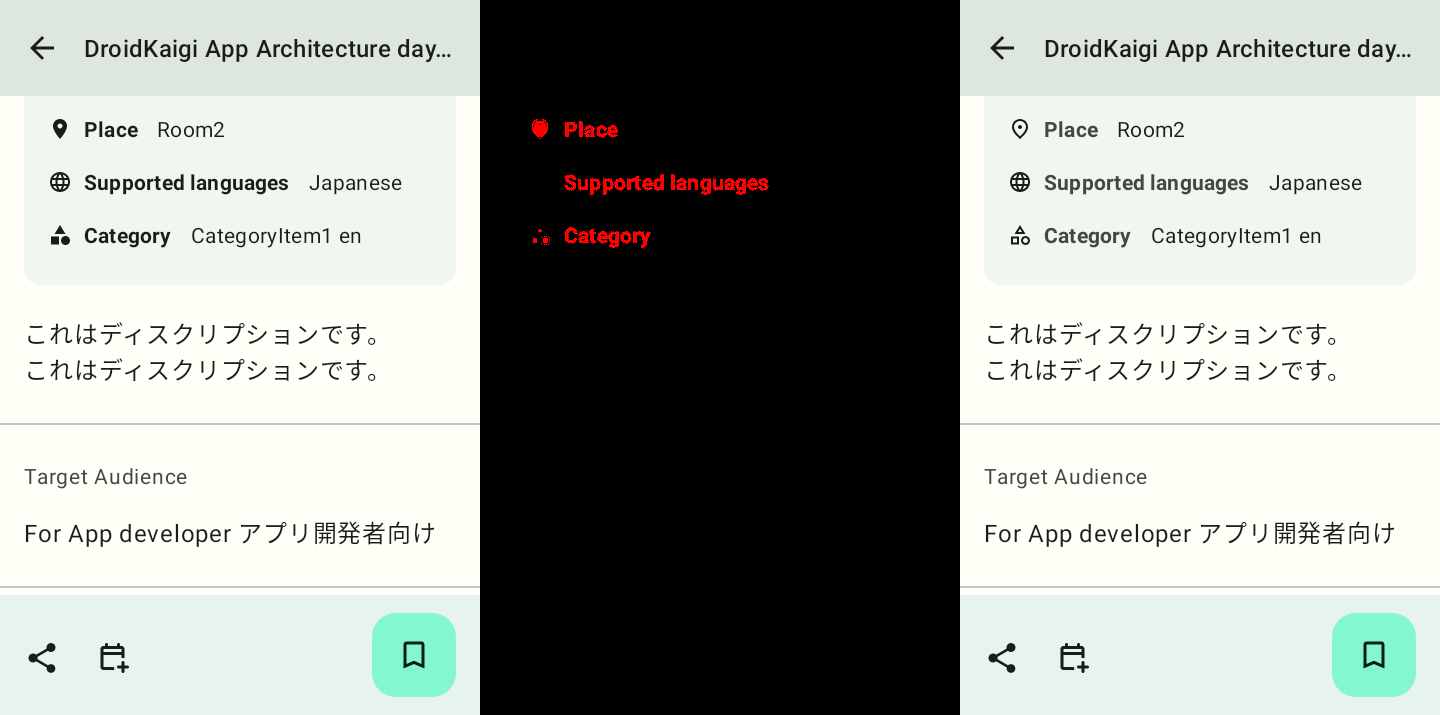 DroidKaigi App Architecture day…
Place Room2
Supported languages Japanese
Category CategoryItem1 en
これはディスクリプションです。
これはディスクリプションです。
Target Audience
For App developer アプリ開発者向け
Place
Supported languages
Category
DroidKaigi App Architecture day…
Place Room2
Supported languages Japanese
Category CategoryItem1 en
これはディスクリプションです。
これはディスクリプションです。
Target Audience
For App developer アプリ開発者向け